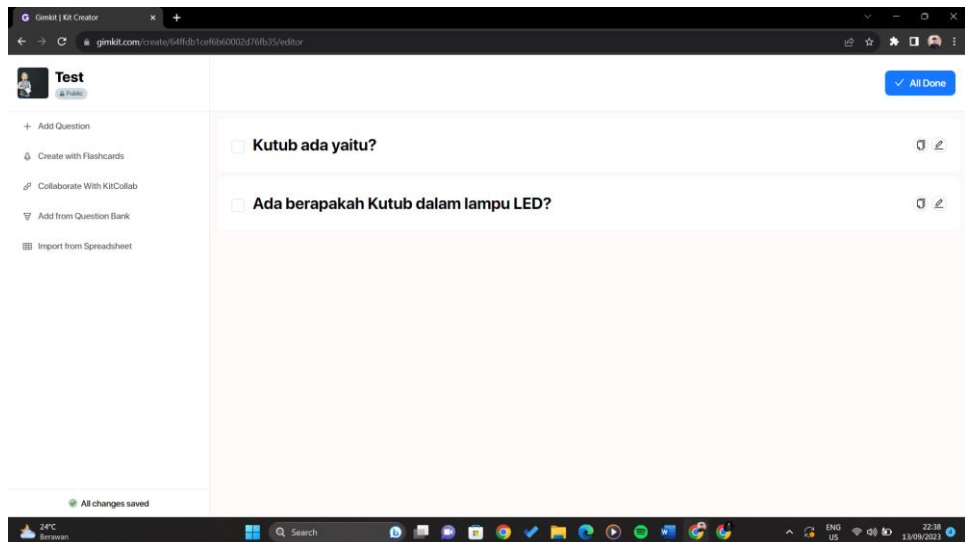 Gimkit | Kit Creator
gimkit.com/create/64ffdb1cef6b60002d76fb35/editor
Test
Public
All Done
Add Question
Create with Flashcards
Collaborate With KitCollab
Add from Question Bank
Import from Spreadsheet
Kutub ada yaitu?
Ada berapakah Kutub dalam lampu LED?
All changes saved
24°C
Berawan
Search
ENG
US
22:38
13/09/2023